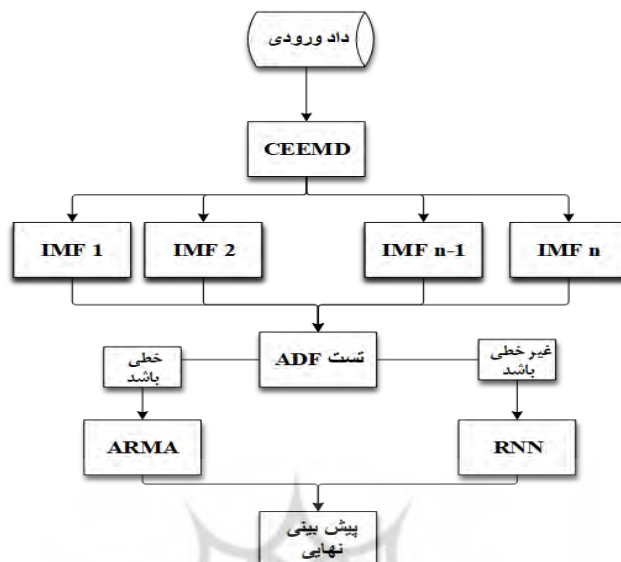 داد ورودی
CEEMD
IMF 1
IMF 2
IMF n-1
IMF n
خطی
باشد
تست ADF
غیر خطی
باشد
ARMA
RNN
پیش بینی
نهایی